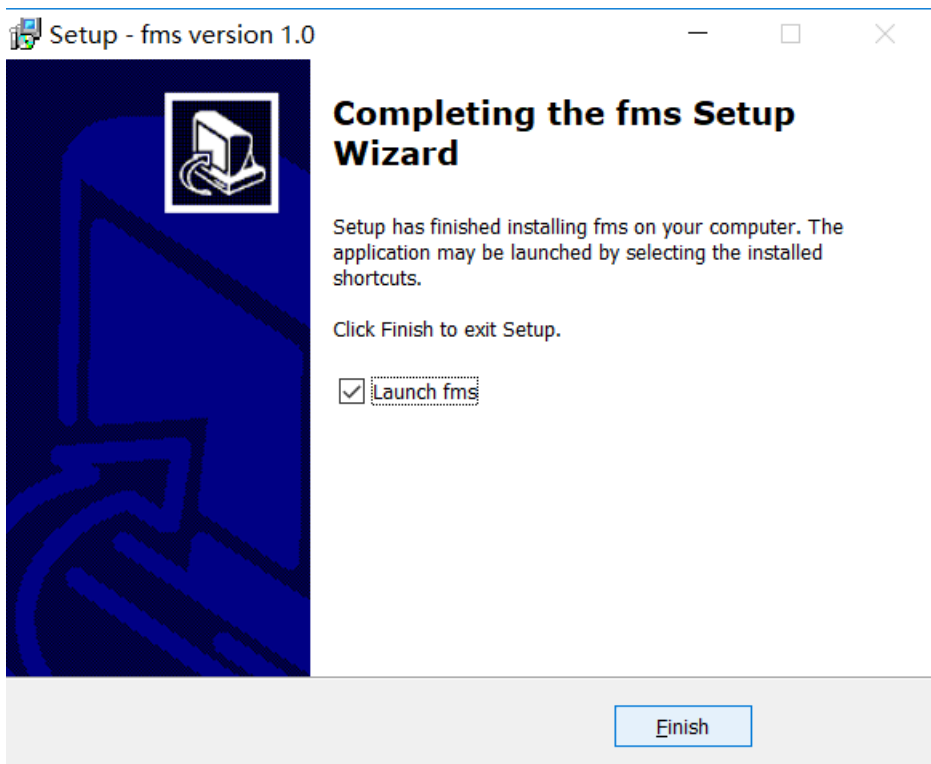 Setup - fms version 1.0
Completing the fms Setup
Wizard
Setup has finished installing fms on your computer. The
application may be launched by selecting the installed
shortcuts.
Click Finish to exit Setup.
Launch fms
Finish